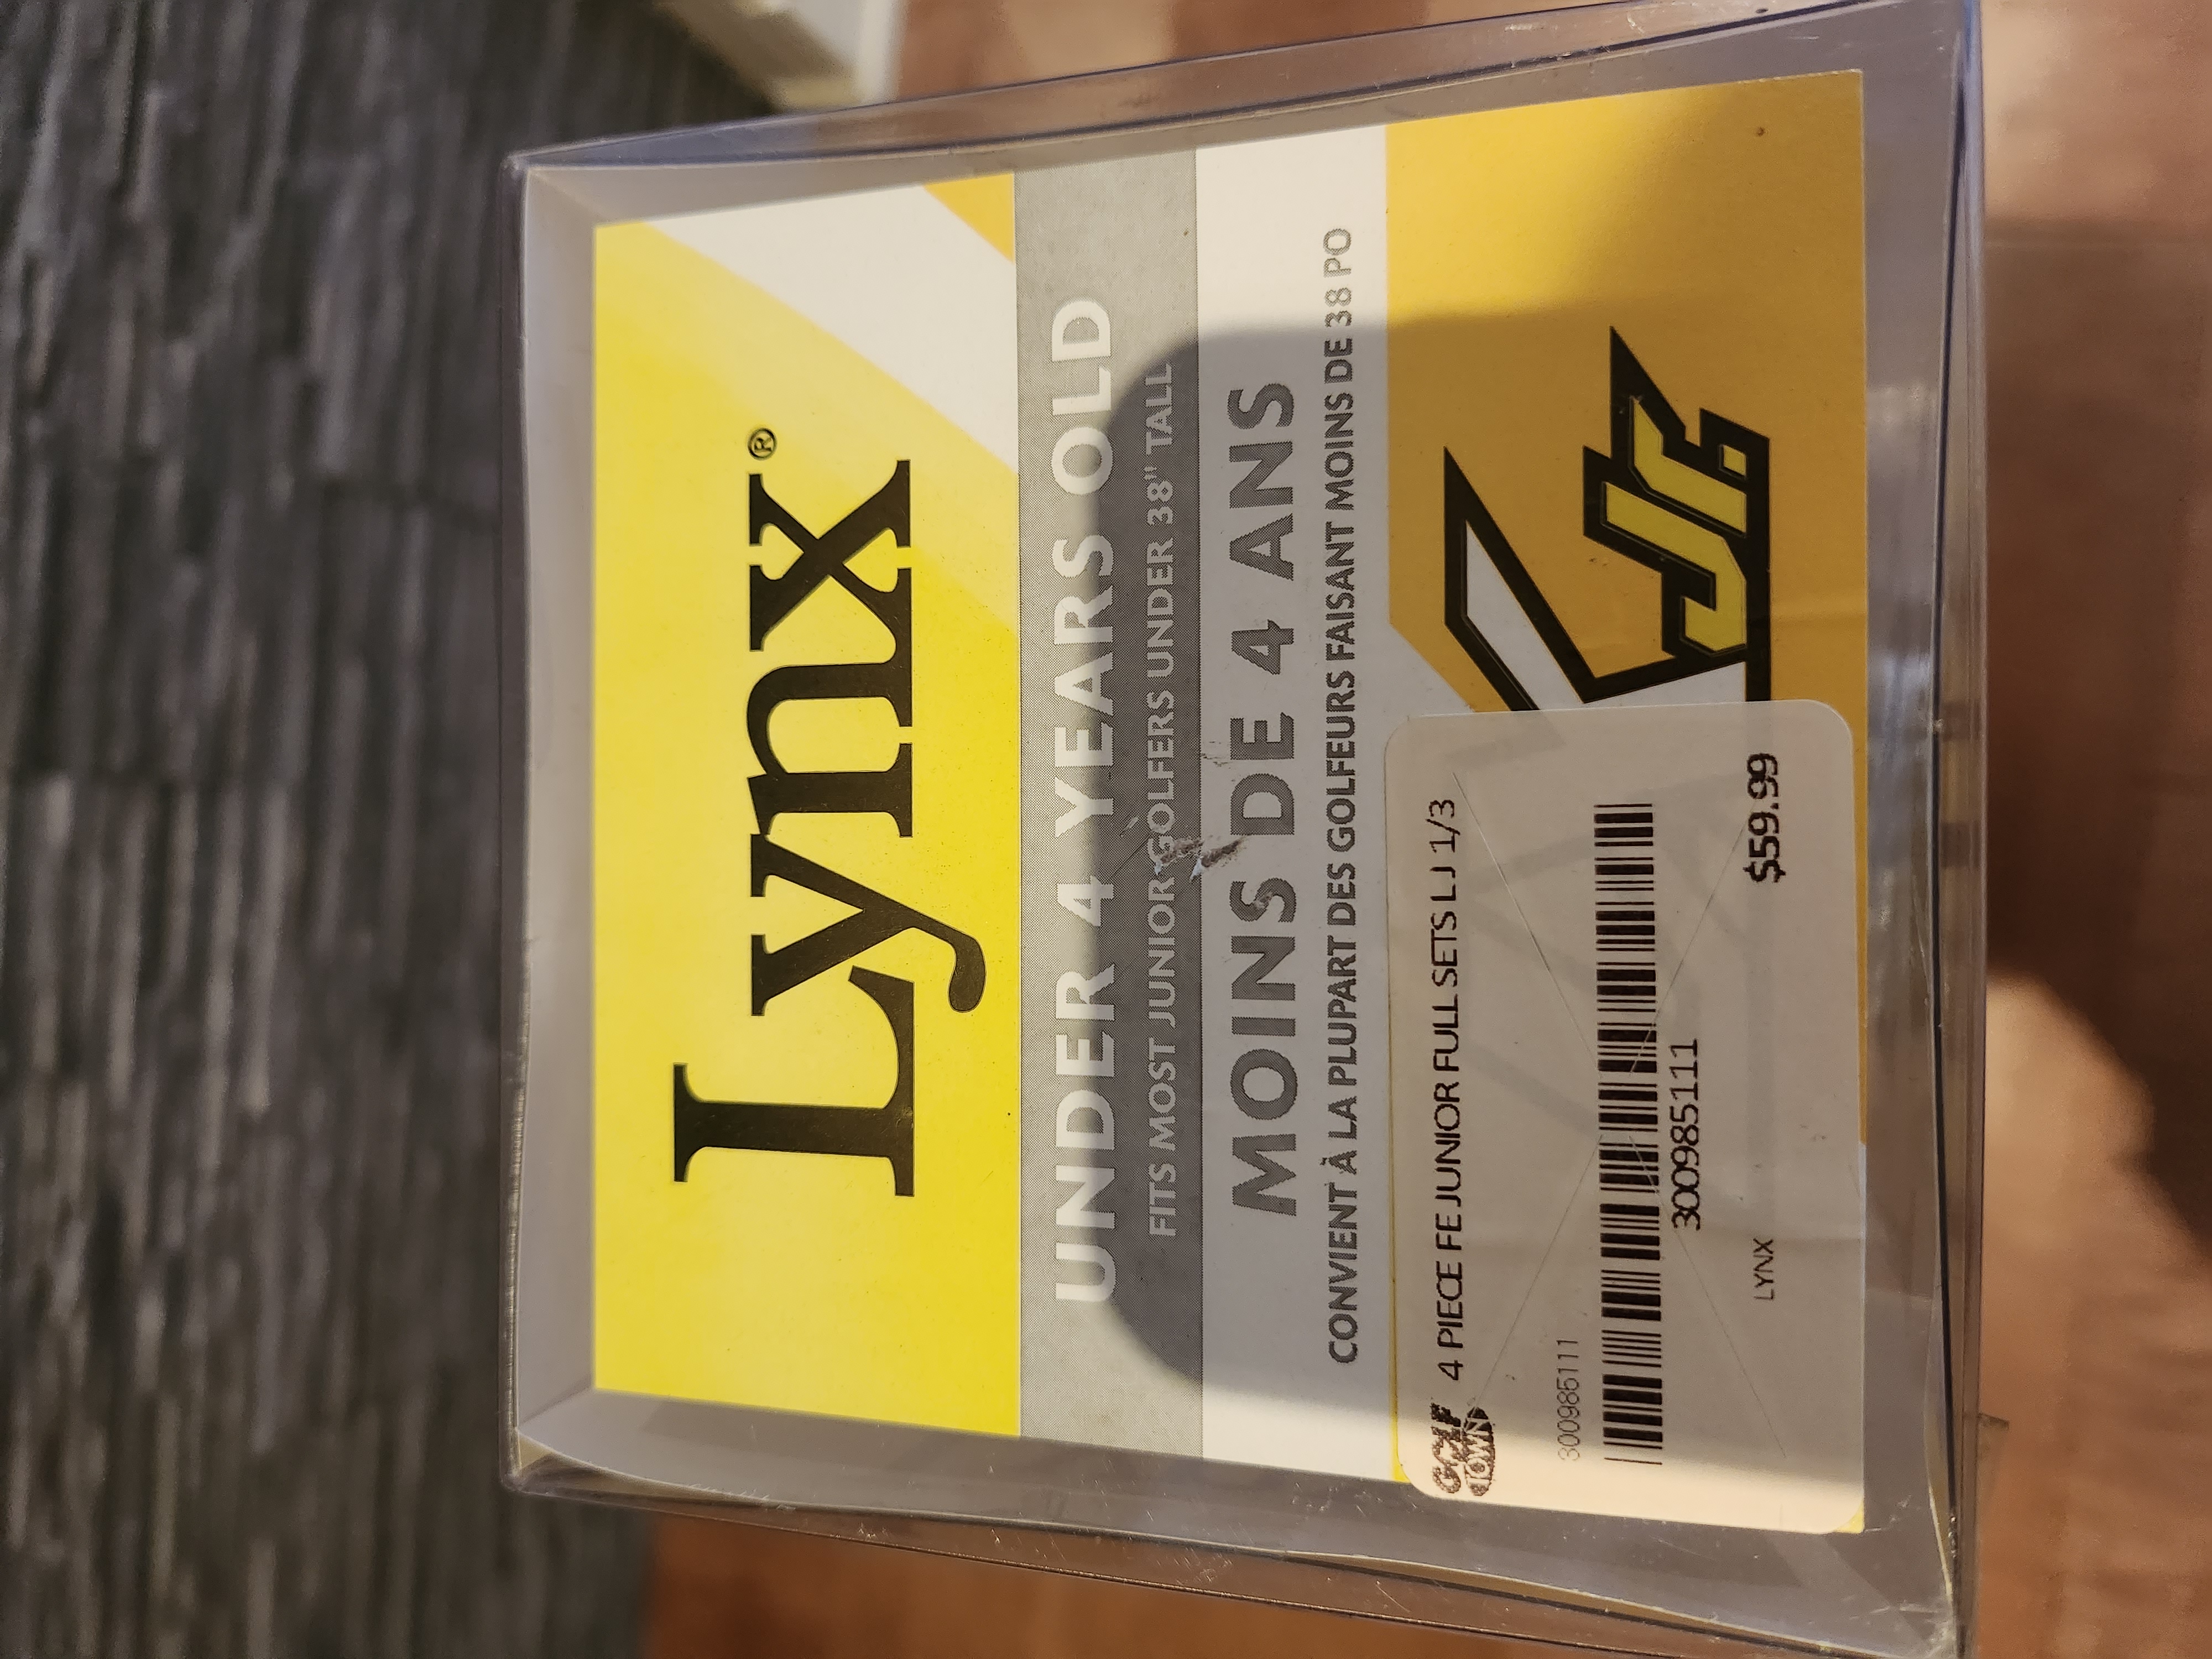 Lynx®
UNDER 4 YEARS OLD
FITS MOST JUNIOR GOLFERS UNDER 38" TALL
MOINS DE 4 ANS
CONVIENT À LA PLUPART DES GOLFEURS FAISANT MOINS DE 38 PO
JR.
GOLF
TOWN
4 PIECE FE JUNIOR FULL SETS LJ 1/3
300985111
300985111
LYNX
$59.99